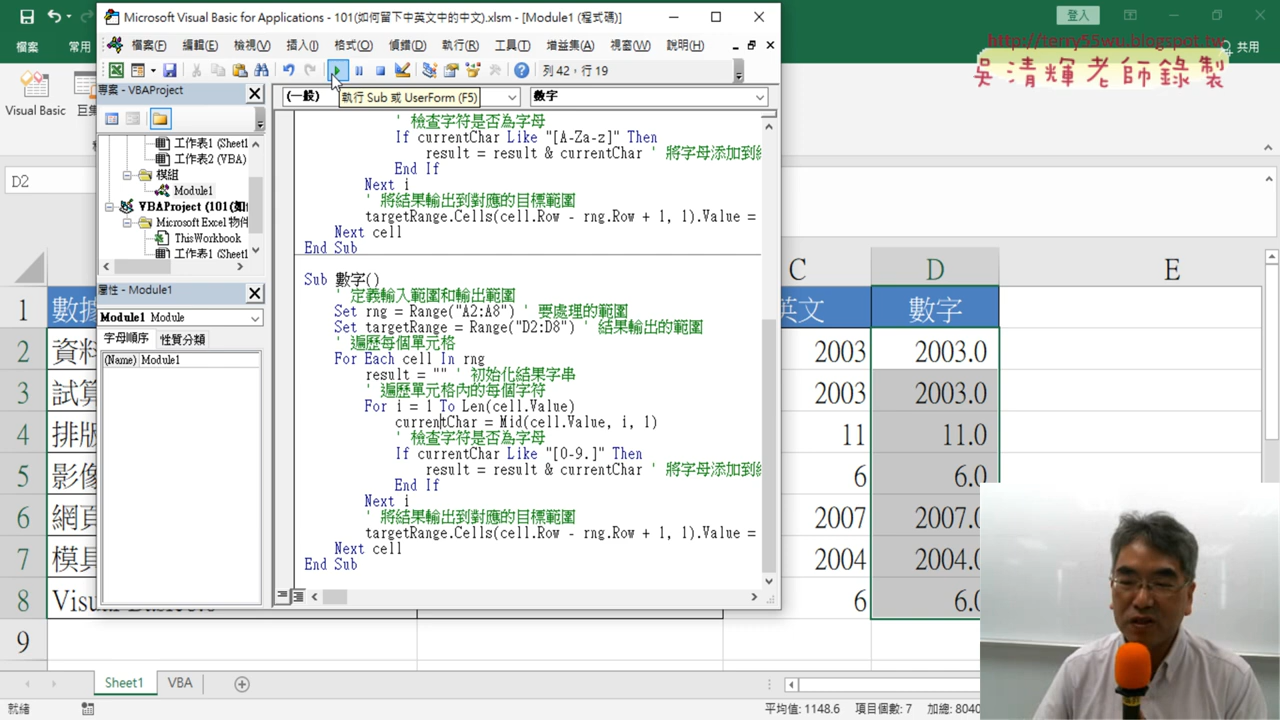 Microsoft Visual Basic for Applications - 101(如何留下中英文中的中文).xlsm - [Module1 (程式碼)]
登入
http://terry55wu.blogspot.tw
共用
吳清輝老師錄製
檔案
常用
檔案(F) 編輯(E) 檢視(V) 插入(I) 格式(O) 偵錯(D) 執行(R) 工具(T) 增益集(A) 視窗(W) 說明(H)
列 42，行 19
Visual Basic
巨集
專案 - VBAProject
(一般)
執行 Sub 或 UserForm (F5)
數字
工作表1 (Sheet1
工作表2 (VBA)
模組
Module1
VBAProject (101(如何
Microsoft Excel 物件
ThisWorkbook
工作表1 (Sheet1
屬性 - Module1
Module1 Module
字母順序 性質分類
(Name) Module1
' 檢查字符是否為字母
If currentChar Like "[A-Za-z]" Then
result = result & currentChar ' 將字母添加到結
End If
Next i
' 將結果輸出到對應的目標範圍
targetRange.Cells(cell.Row - rng.Row + 1, 1).Value =
Next cell
End Sub
Sub 數字()
' 定義輸入範圍和輸出範圍
Set rng = Range("A2:A8") ' 要處理的範圍
Set targetRange = Range("D2:D8") ' 結果輸出的範圍
' 遍歷每個單元格
For Each cell In rng
result = "" ' 初始化結果字串
' 遍歷單元格內的每個字符
For i = 1 To Len(cell.Value)
currentChar = Mid(cell.Value, i, 1)
' 檢查字符是否為字母
If currentChar Like "[0-9.]" Then
result = result & currentChar ' 將字母添加到結
End If
Next i
' 將結果輸出到對應的目標範圍
targetRange.Cells(cell.Row - rng.Row + 1, 1).Value =
Next cell
End Sub
D2
C D E
1 數據 英文 數字
2 資料 2003 2003.0
3 試算 2003 2003.0
4 排版 11 11.0
5 影像 6 6.0
6 網頁 2007 2007.0
7 模具 2004 2004.0
8 Visual Basic6.0 6 6.0
9
Sheet1 VBA
就緒
平均值: 1148.6 項目個數: 7 加總: 8040